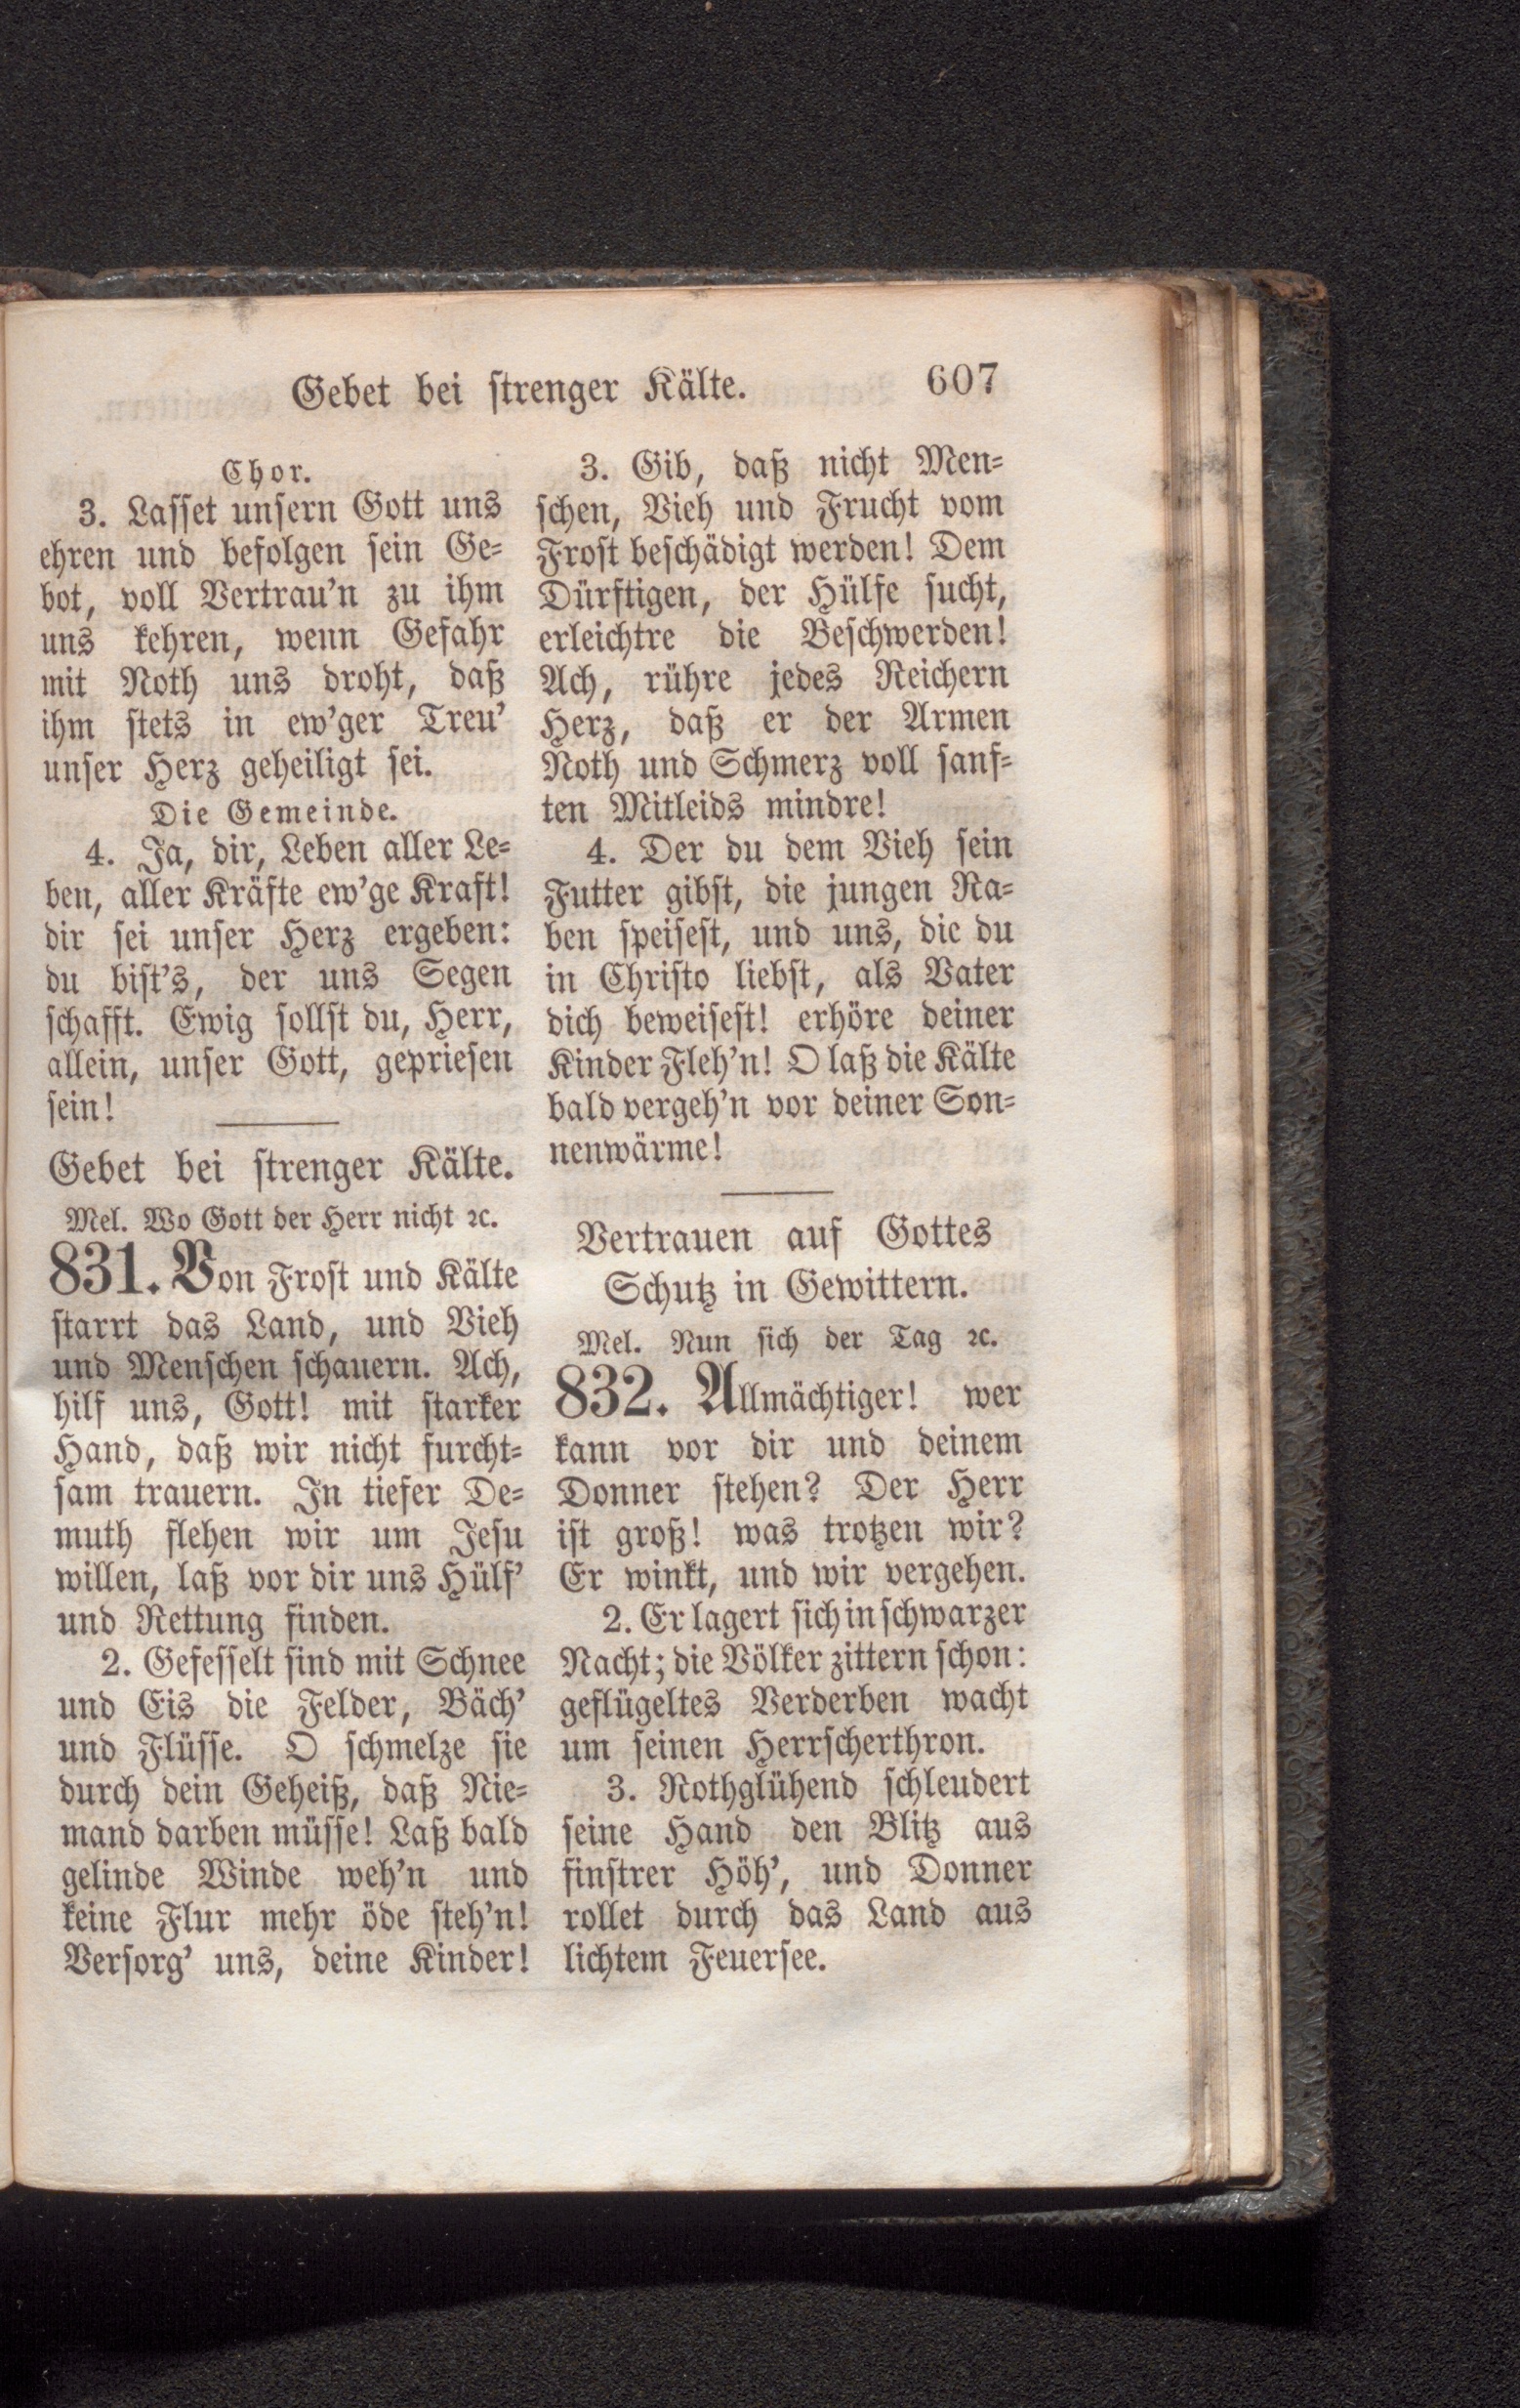 Gebet bei strenger Kälte. 607
Chor.
3. Lasset unsern Gott uns
ehren und befolgen sein Ge-
bot, voll Vertrau'n zu ihm
uns kehren, wenn Gefahr
mit Noth uns droht, daß
ihm stets in ew'ger Treu'
unser Herz geheiligt sei.
Die Gemeinde.
4. Ja, dir, Leben aller Le-
ben, aller Kräfte ew'ge Kraft!
dir sei unser Herz ergeben:
du bist's, der uns Segen
schafft. Ewig sollst du, Herr,
allein, unser Gott, gepriesen
sein!
Gebet bei strenger Kälte.
Mel. Wo Gott der Herr nicht ꝛc.
831. Von Frost und Kälte
starrt das Land, und Vieh
und Menschen schauern. Ach,
hilf uns, Gott! mit starker
Hand, daß wir nicht furcht-
sam trauern. In tiefer De-
muth flehen wir um Jesu
willen, laß vor dir uns Hülf'
und Rettung finden.
2. Gefesselt sind mit Schnee
und Eis die Felder, Bäch'
und Flüsse. O schmelze sie
durch dein Geheiß, daß Nie-
mand darben müsse! Laß bald
gelinde Winde weh'n und
keine Flur mehr öde steh'n!
Versorg' uns, deine Kinder!
3. Gib, daß nicht Men-
schen, Vieh und Frucht vom
Frost beschädigt werden! Dem
Dürftigen, der Hülfe sucht,
erleichtre die Beschwerden!
Ach, rühre jedes Reichern
Herz, daß er der Armen
Noth und Schmerz voll sanf-
ten Mitleids mindre!
4. Der du dem Vieh sein
Futter gibst, die jungen Ra-
ben speisest, und uns, die du
in Christo liebst, als Vater
dich beweisest! erhöre deiner
Kinder Fleh'n! O laß die Kälte
bald vergeh'n vor deiner Son-
nenwärme!
Vertrauen auf Gottes
Schutz in Gewittern.
Mel. Nun sich der Tag ꝛc.
832. Allmächtiger! wer
kann vor dir und deinem
Donner stehen? Der Herr
ist groß! was trotzen wir?
Er winkt, und wir vergehen.
2. Er lagert sich in schwarzer
Nacht; die Völker zittern schon:
geflügeltes Verderben wacht
um seinen Herrscherthron.
3. Rothglühend schleudert
seine Hand den Blitz aus
finstrer Höh', und Donner
rollet durch das Land aus
lichtem Feuersee.